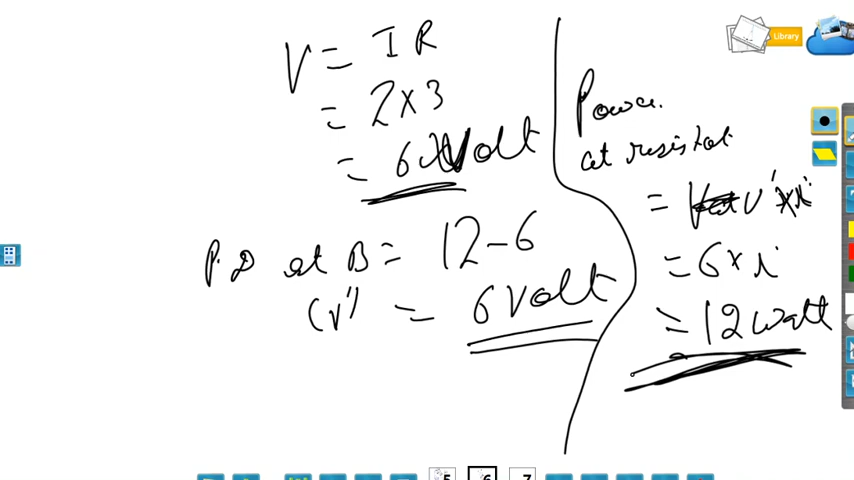 V = IR
= 2×3
= 6 Volt
P.D at B = 12-6
(V') = 6 Volt
Power
at resistor
= V' × i
= 6 × i
= 12 watt
Library
5
6
7